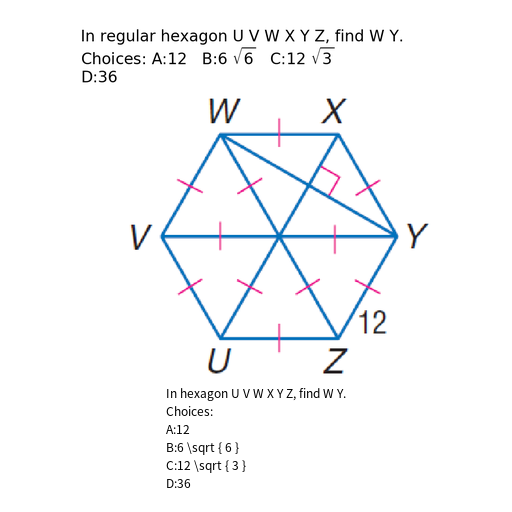 In regular hexagon U V W X Y Z, find W Y.
Choices: A:12 B:6 √6 C:12 √3
D:36
W X
V Y
12
U Z
In hexagon U V W X Y Z, find W Y.
Choices:
A:12
B:6 \sqrt { 6 }
C:12 \sqrt { 3 }
D:36